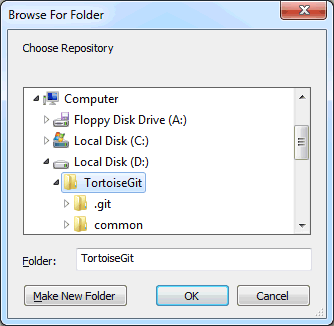 Browse For Folder
Choose Repository
Computer
Floppy Disk Drive (A:)
Local Disk (C:)
Local Disk (D:)
TortoiseGit
.git
common
Folder: TortoiseGit
Make New Folder OK Cancel